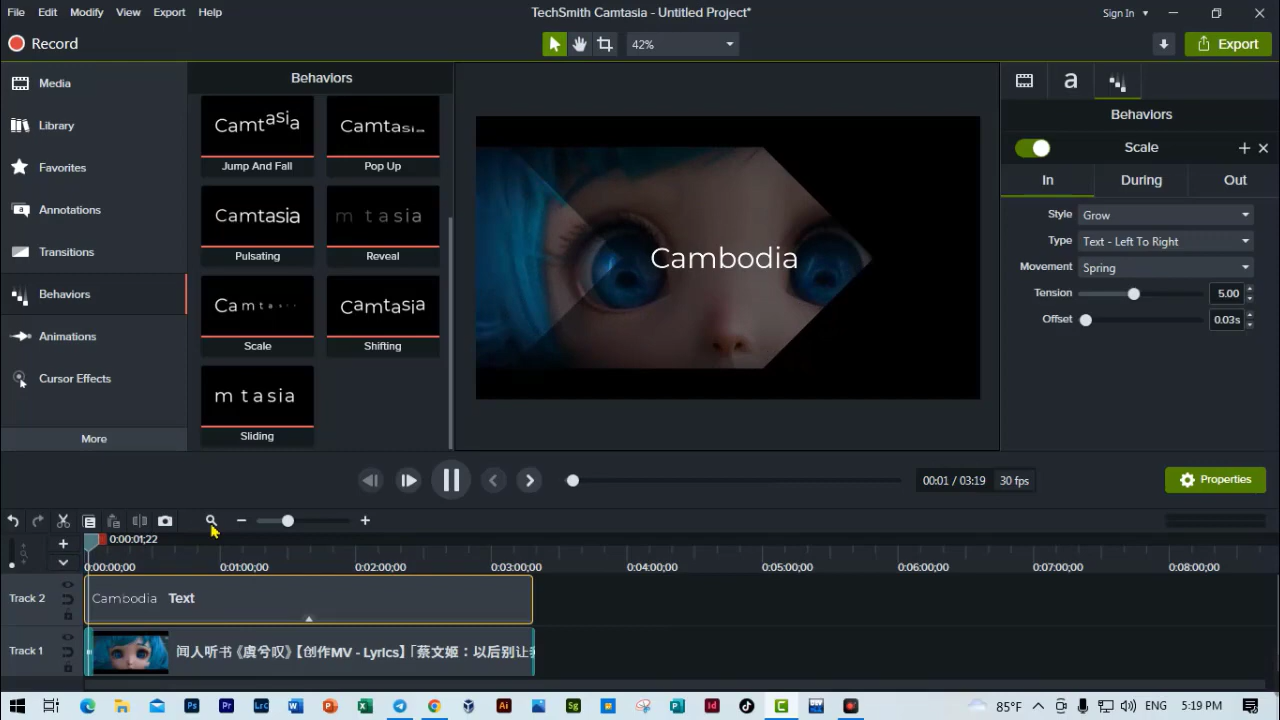 File Edit Modify View Export Help
TechSmith Camtasia - Untitled Project*
Sign In
Record
42%
Export
Media
Library
Favorites
Annotations
Transitions
Behaviors
Animations
Cursor Effects
More
Behaviors
Camtasia Camtasia
Jump And Fall Pop Up
Camtasia m t a s i a
Pulsating Reveal
Camt Camtasia
Scale Shifting
m t a s i a
Sliding
Cambodia
a
Behaviors
Scale
In During Out
Style Grow
Type Text - Left To Right
Movement Spring
Tension 5.00
Offset 0.03s
00:01 / 03:19 30 fps
Properties
0:00:01;22
0:00:00;00 0:01:00;00 0:02:00;00 0:03:00;00 0:04:00;00 0:05:00;00 0:06:00;00 0:07:00;00 0:08:00;00
Track 2 Cambodia Text
Track 1 闻人听书《虞兮叹》【创作MV - Lyrics】「蔡文姬：以后别让
85°F ENG 5:19 PM